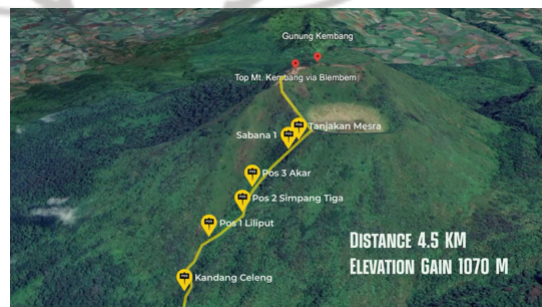 Gunung Kembang
Top Mt. Kembang via Blembem
Tanjakan Mesra
Sabana 1
Pos 3 Akar
Pos 2 Simpang Tiga
Pos 1 Liliput
DISTANCE 4.5 KM
ELEVATION GAIN 1070 M
Kandang Celeng